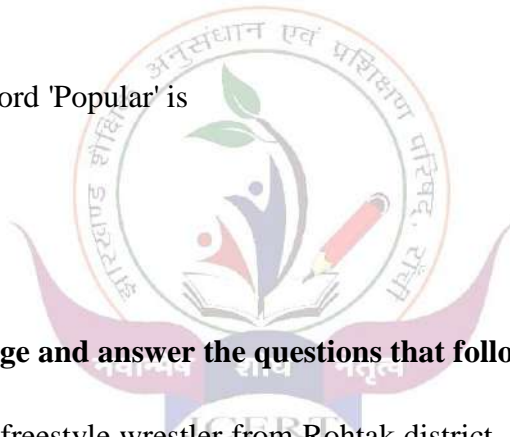 झारखण्ड शैक्षिक अनुसंधान एवं प्रशिक्षण परिषद, राँची
ord 'Popular' is
ge and answer the questions that follo
नवोन्मेष शोध नेतृत्व
freestyle wrestler from Rohtak district